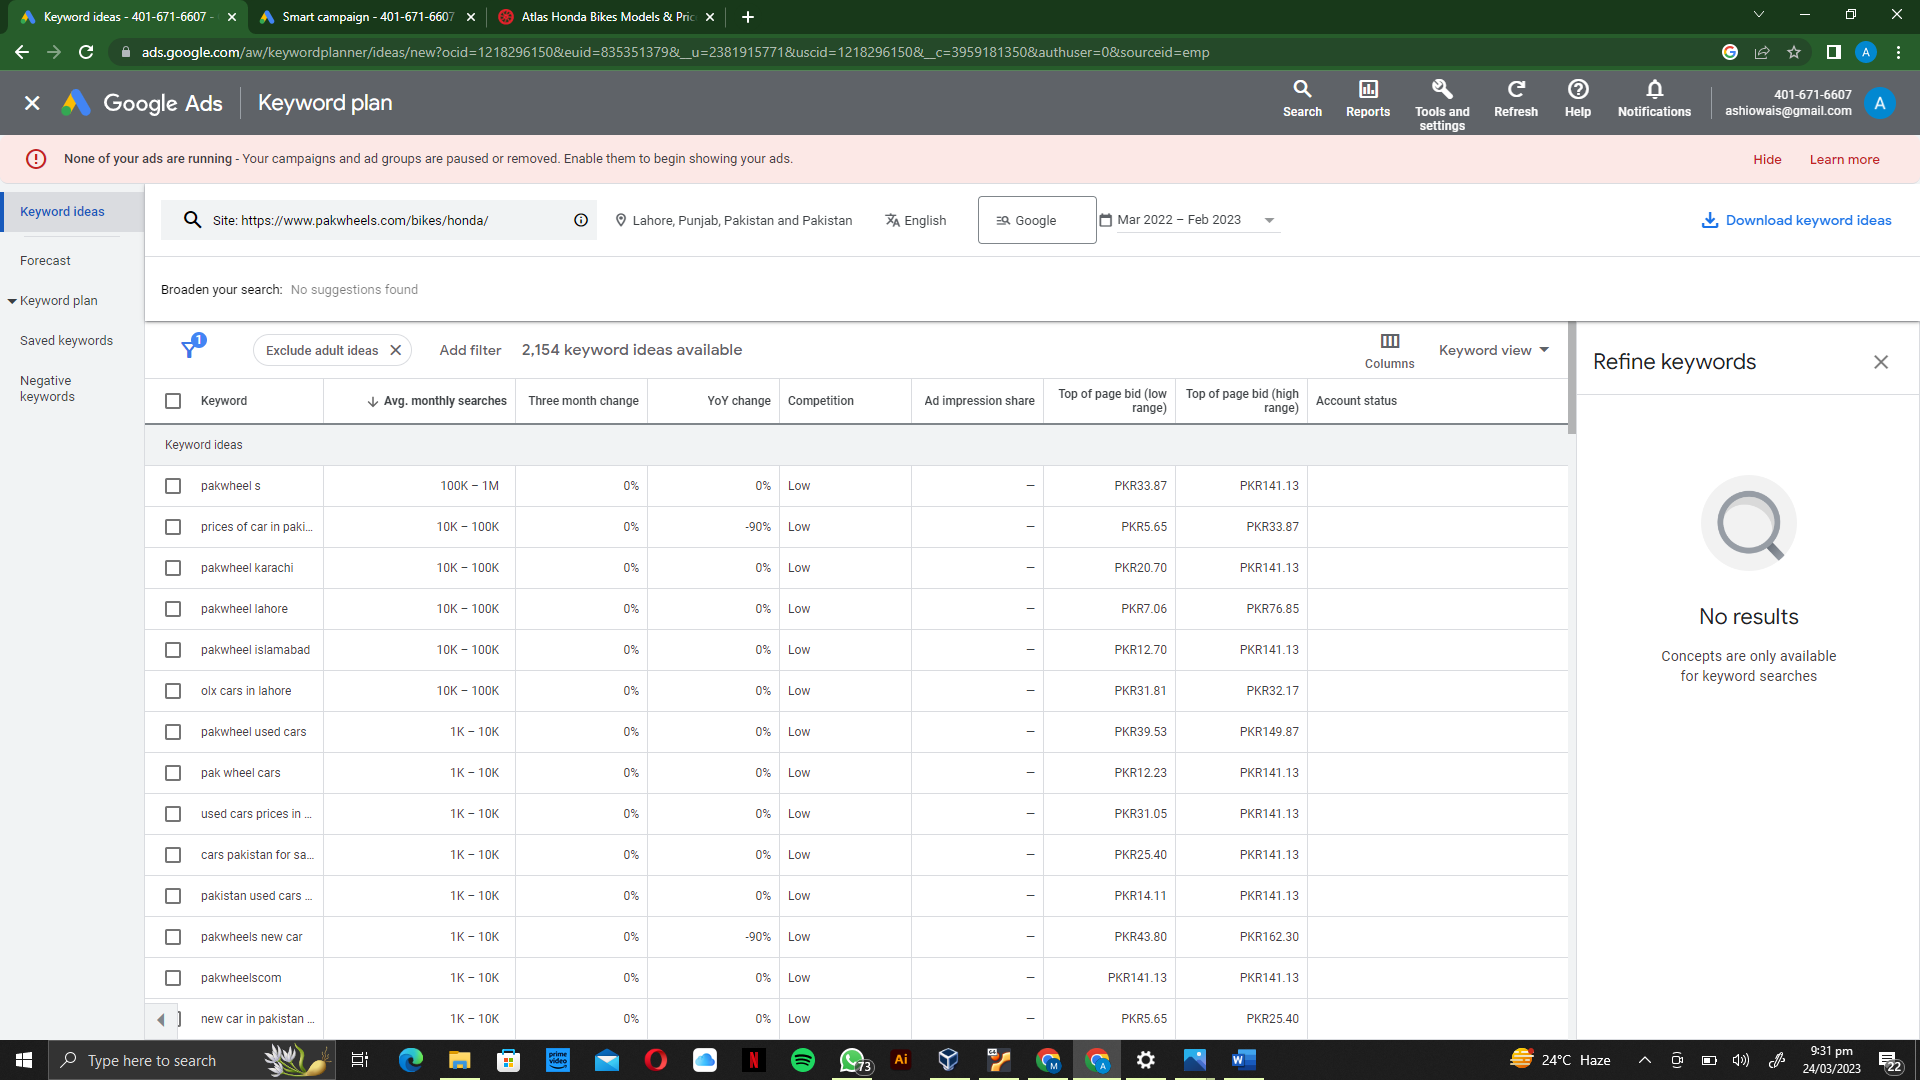 Keyword ideas - 401-671-6607 -
Smart campaign - 401-671-6607
Atlas Honda Bikes Models & Pric
ads.google.com/aw/keywordplanner/ideas/new?ocid=1218296150&euid=835351379&__u=2381915771&uscid=1218296150&__c=3959181350&authuser=0&sourceid=emp
A
Google Ads
Keyword plan
Search
Reports
Tools and
settings
Refresh
Help
Notifications
401-671-6607
ashiowais@gmail.com
A
None of your ads are running - Your campaigns and ad groups are paused or removed. Enable them to begin showing your ads.
Hide
Learn more
Keyword ideas
Forecast
Keyword plan
Saved keywords
Negative
keywords
Site: https://www.pakwheels.com/bikes/honda/
Lahore, Punjab, Pakistan and Pakistan
English
Google
Mar 2022 – Feb 2023
Download keyword ideas
Broaden your search: No suggestions found
1
Exclude adult ideas
Add filter
2,154 keyword ideas available
Columns
Keyword view
Keyword
Avg. monthly searches
Three month change
YoY change
Competition
Ad impression share
Top of page bid (low
range)
Top of page bid (high
range)
Account status
Keyword ideas
pakwheel s 100K – 1M 0% 0% Low – PKR33.87 PKR141.13
prices of car in paki... 10K – 100K 0% -90% Low – PKR5.65 PKR33.87
pakwheel karachi 10K – 100K 0% 0% Low – PKR20.70 PKR141.13
pakwheel lahore 10K – 100K 0% 0% Low – PKR7.06 PKR76.85
pakwheel islamabad 10K – 100K 0% 0% Low – PKR12.70 PKR141.13
olx cars in lahore 10K – 100K 0% 0% Low – PKR31.81 PKR32.17
pakwheel used cars 1K – 10K 0% 0% Low – PKR39.53 PKR149.87
pak wheel cars 1K – 10K 0% 0% Low – PKR12.23 PKR141.13
used cars prices in ... 1K – 10K 0% 0% Low – PKR31.05 PKR141.13
cars pakistan for sa... 1K – 10K 0% 0% Low – PKR25.40 PKR141.13
pakistan used cars ... 1K – 10K 0% 0% Low – PKR14.11 PKR141.13
pakwheels new car 1K – 10K 0% -90% Low – PKR43.80 PKR162.30
pakwheelscom 1K – 10K 0% 0% Low – PKR141.13 PKR141.13
new car in pakistan ... 1K – 10K 0% 0% Low – PKR5.65 PKR25.40
Refine keywords
No results
Concepts are only available
for keyword searches
Type here to search
prime
video
N
73
Ai
M
A
W
24°C Haze
9:31 pm
24/03/2023
22